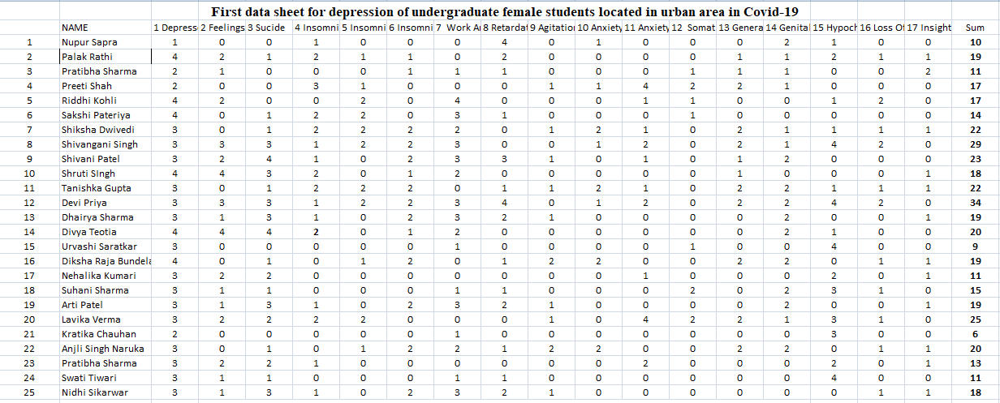 First data sheet for depression of undergraduate female students located in urban area in Covid-19
NAME 1 Depress 2 Feelings 3 Sucide 4 Insomni 5 Insomni 6 Insomni 7 Work A 8 Retardat 9 Agitatior 10 Anxiety 11 Anxiety 12 Somat 13 Genera 14 Genital 15 Hypoch 16 Loss O 17 Insight Sum
1 Nupur Sapra 1 0 0 1 0 0 0 4 0 1 0 0 0 2 1 0 0 10
2 Palak Rathi 4 2 1 2 1 1 0 2 0 0 0 0 1 1 2 1 1 19
3 Pratibha Sharma 2 1 0 0 0 1 1 1 0 0 0 1 1 1 0 0 2 11
4 Preeti Shah 2 0 0 3 1 0 0 0 1 1 4 2 2 1 0 0 0 17
5 Riddhi Kohli 4 2 0 0 2 0 4 0 0 0 1 1 0 0 1 2 0 17
6 Sakshi Pateriya 4 0 1 2 2 0 3 1 0 0 0 1 0 0 0 0 0 14
7 Shiksha Dwivedi 3 0 1 2 2 2 2 0 1 2 1 0 2 1 1 1 1 22
8 Shivangani Singh 3 3 3 1 2 2 3 0 0 1 2 0 2 1 4 2 0 29
9 Shivani Patel 3 2 4 1 0 2 3 3 1 0 1 0 1 2 0 0 0 23
10 Shruti SIngh 4 4 3 2 0 1 2 0 0 0 0 0 1 0 0 0 1 18
11 Tanishka Gupta 3 0 1 2 2 2 0 1 1 2 1 0 2 2 1 1 1 22
12 Devi Priya 3 3 3 1 2 2 3 4 0 1 2 0 2 2 4 2 0 34
13 Dhairya Sharma 3 1 3 1 0 2 3 2 1 0 0 0 0 2 0 0 1 19
14 Divya Teotia 4 4 4 2 0 1 2 0 0 0 0 0 0 2 1 0 0 20
15 Urvashi Saratkar 3 0 0 0 0 0 1 0 0 0 0 1 0 0 4 0 0 9
16 Diksha Raja Bundela 4 0 1 0 1 2 0 1 2 2 0 0 2 2 0 1 1 19
17 Nehalika Kumari 3 2 2 0 0 0 0 0 0 0 1 0 0 0 2 0 1 11
18 Suhani Sharma 3 1 1 0 0 0 1 1 0 0 0 2 0 2 3 1 0 15
19 Arti Patel 3 1 3 1 0 2 3 2 1 0 0 0 0 2 0 0 1 19
20 Lavika Verma 3 2 2 2 2 0 0 0 1 0 4 2 2 1 3 1 0 25
21 Kratika Chauhan 2 0 0 0 0 0 1 0 0 0 0 0 0 0 3 0 0 6
22 Anjli Singh Naruka 3 0 1 0 1 2 2 1 2 2 0 0 2 2 0 1 1 20
23 Pratibha Sharma 3 2 2 1 0 0 0 0 0 0 2 0 0 0 2 0 1 13
24 Swati Tiwari 3 1 1 0 0 0 1 1 0 0 0 0 0 0 4 0 0 11
25 Nidhi Sikarwar 3 1 3 1 0 2 3 2 1 0 0 0 0 0 0 1 1 18